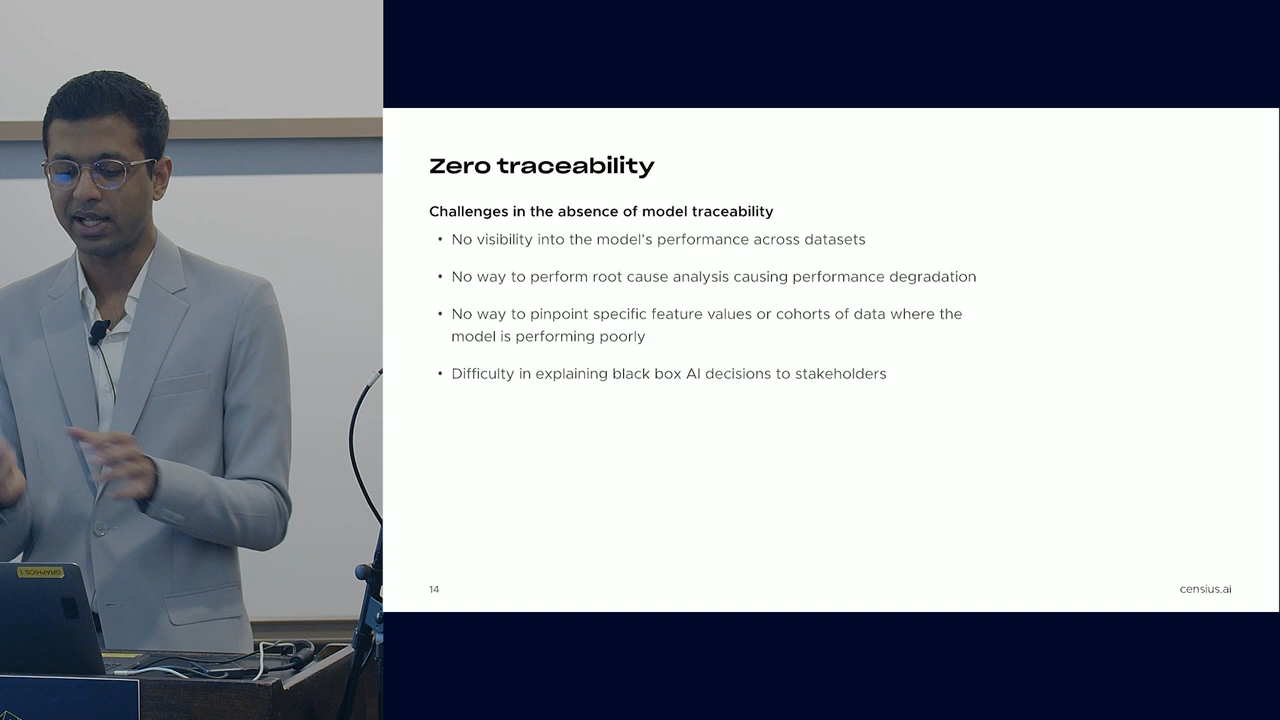 Zero traceability
Challenges in the absence of model traceability
• No visibility into the model's performance across datasets
• No way to perform root cause analysis causing performance degradation
• No way to pinpoint specific feature values or cohorts of data where the
model is performing poorly
• Difficulty in explaining black box AI decisions to stakeholders
14
censius.ai
GRAPHICS 1